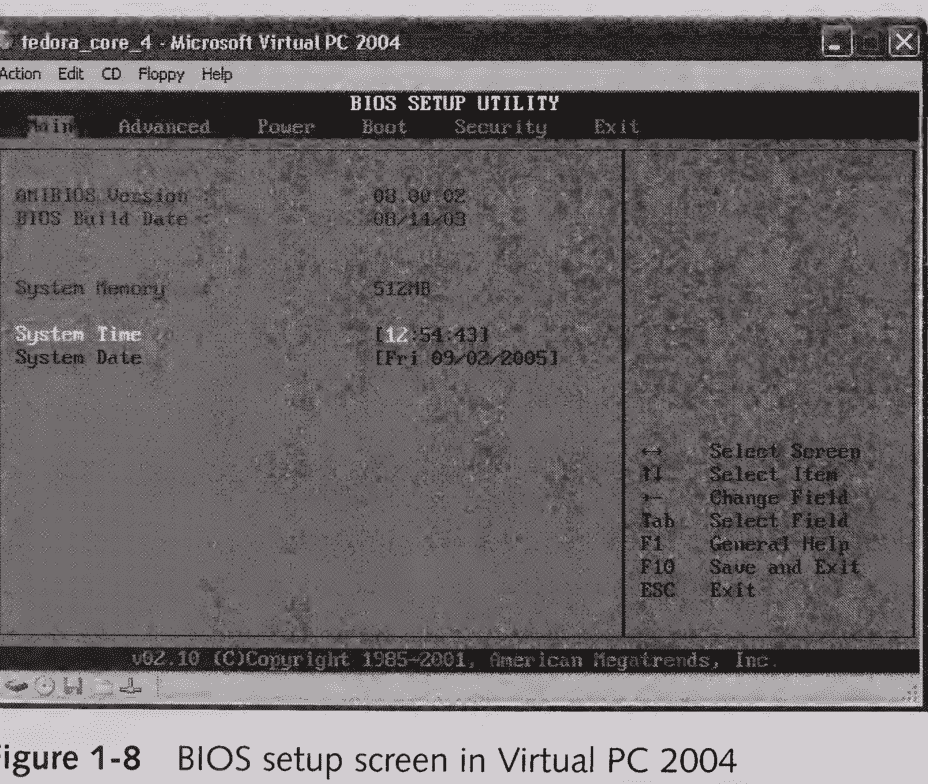 fedora_core_4 - Microsoft Virtual PC 2004
Action Edit CD Floppy Help
BIOS SETUP UTILITY
Main Advanced Power Boot Security Exit
AMIBIOS Version : 08.00.02
BIOS Build Date : 08/14/03
System Memory : 512MB
System Time [12:54:43]
System Date [Fri 09/02/2005]
↔ Select Screen
↑↓ Select Item
+- Change Field
Tab Select Field
F1 General Help
F10 Save and Exit
ESC Exit
v02.10 (C)Copyright 1985-2001, American Megatrends, Inc.
Figure 1-8 BIOS setup screen in Virtual PC 2004